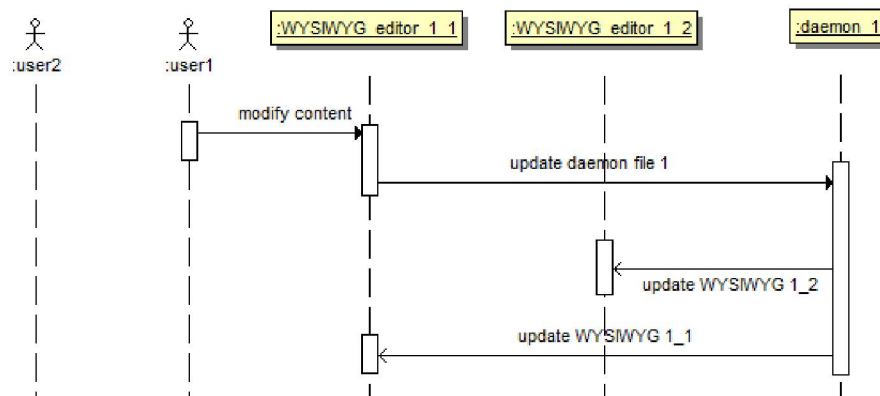 :WYSIWYG_editor_1_1
:WYSIWYG_editor_1_2
:daemon_1
:user2
:user1
modify content
update daemon file 1
update WYSIWYG 1_2
update WYSIWYG 1_1